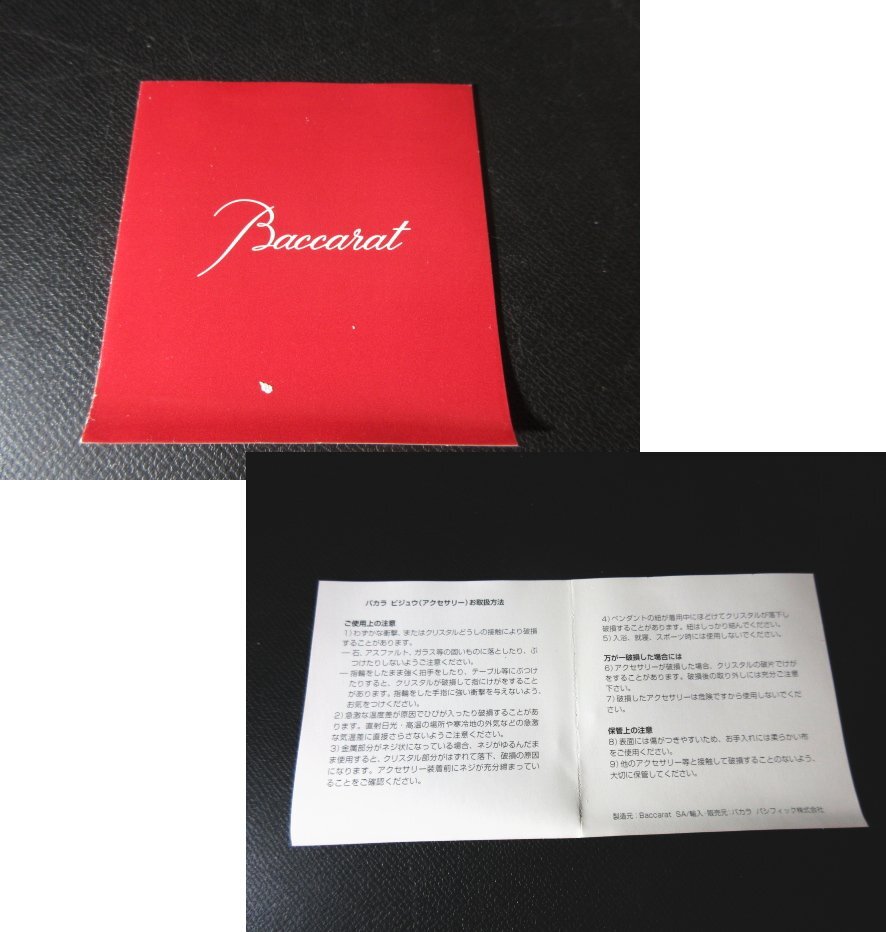 Baccarat
バカラ ビジュウ(アクセサリー)お取扱方法
ご使用上の注意
1)わずかな衝撃、またはクリスタルどうしの接触により破損
することがあります。
— 石、アスファルト、ガラス等の固いものに落としたり、ぶ
つけたりしないようご注意ください。
— 指輪をしたまま強く拍手をしたり、テーブル等にぶつけ
たりすると、クリスタルが破損して指にけがをすること
があります。指輪をした手指に強い衝撃を与えないよう、
お気をつけください。
2)急激な温度差が原因でひびが入ったり破損することがあ
ります。直射日光・高温の場所や寒冷地の外気などの急激
な気温差に直接さらさないようご注意ください。
3)金属部分がネジ状になっている場合、ネジがゆるんだま
ま使用すると、クリスタル部分がはずれて落下、破損の原因
になります。アクセサリー装着前にネジが充分締まってい
ることをご確認ください。
4)ペンダントの紐が着用中にほどけてクリスタルが落下し
破損することがあります。紐はしっかり結んでください。
5)入浴、就寝、スポーツ時には使用しないでください。
万が一破損した場合には
6)アクセサリーが破損した場合、クリスタルの破片でけが
をすることがあります。破損後の取り外しには充分ご注意
下さい。
7)破損したアクセサリーは危険ですから使用しないでくだ
さい。
保管上の注意
8)表面には傷がつきやすいため、お手入れには柔らかい布
をご使用ください。
9)他のアクセサリー等と接触して破損することのないよう、
大切に保管してください。
製造元:Baccarat SA/輸入・販売元:バカラ パシフィック株式会社